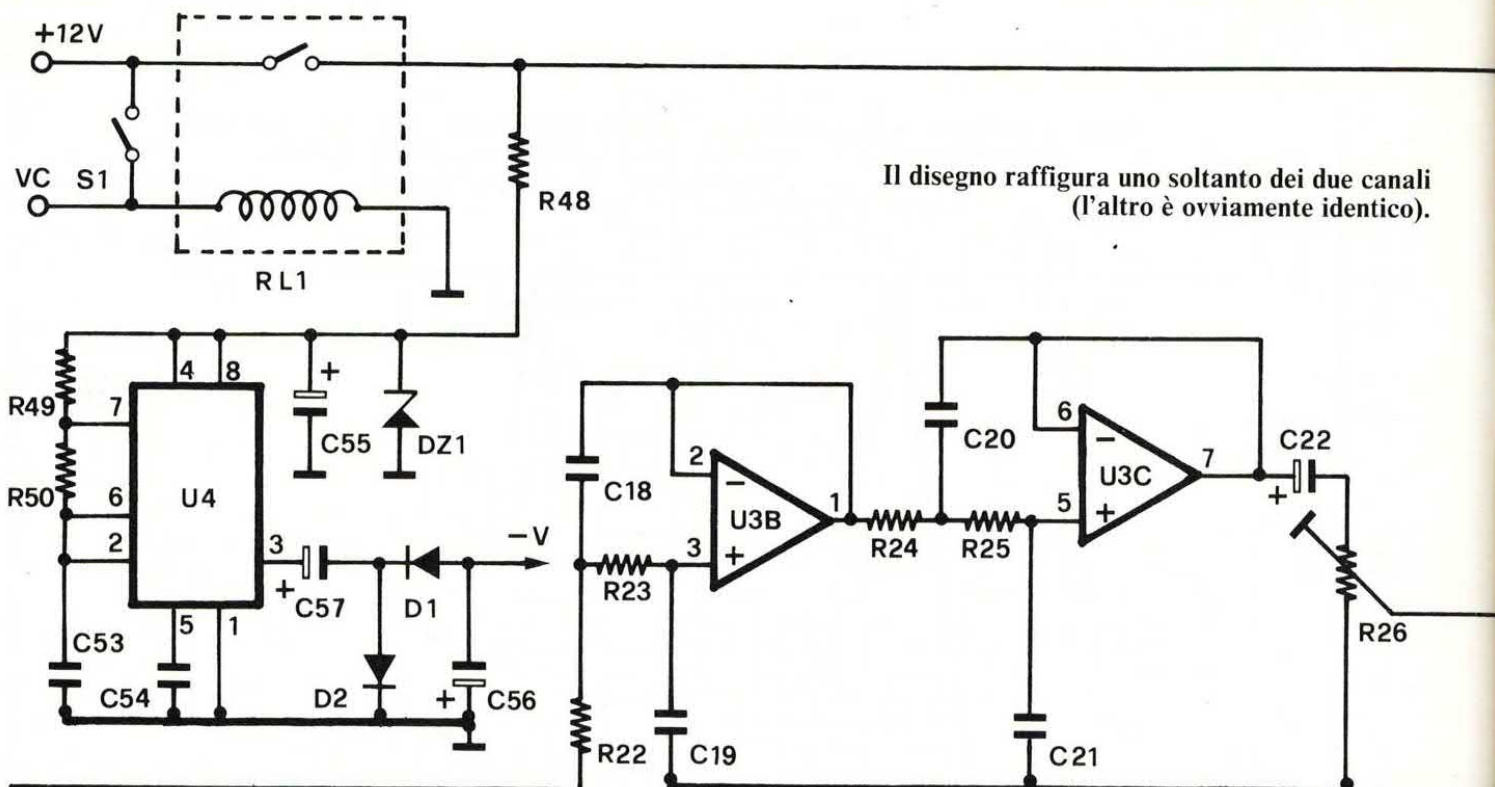 +12V
VC
S1
RL1
R48
Il disegno raffigura uno soltanto dei due canali
(l'altro è ovviamente identico).
R49
7
4
8
+
C55
DZ1
R50
6
U4
2
3
+
C57
D1
−V
5
1
C53
C54
D2
+
C56
C18
2
−
U3B
1
3
+
R23
R22
C19
C20
R24
R25
6
−
U3C
7
5
+
C22
+
C21
R26